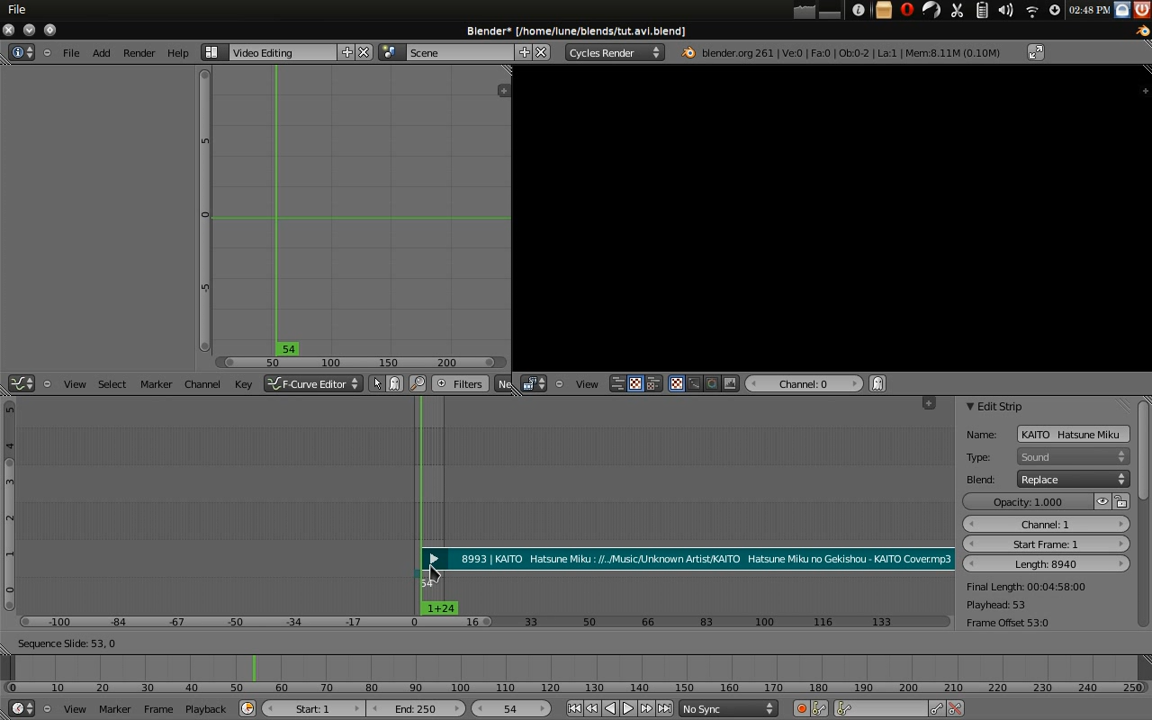 File
02:48 PM
Blender* [/home/lune/blends/tut.avi.blend]
File Add Render Help Video Editing Scene Cycles Render blender.org 261 | Ve:0 | Fa:0 | Ob:0-2 | La:1 | Mem:8.11M (0.10M)
5
0
-5
54
50 100 150 200
View Select Marker Channel Key F-Curve Editor Filters Ne View Channel: 0
5
4
3
2
1
0
Edit Strip
Name: KAITO Hatsune Miku
Type: Sound
Blend: Replace
Opacity: 1.000
Channel: 1
Start Frame: 1
Length: 8940
Final Length: 00:04:58:00
Playhead: 53
Frame Offset 53:0
8993 | KAITO Hatsune Miku : //../Music/Unknown Artist/KAITO Hatsune Miku no Gekishou - KAITO Cover.mp3
54
1+24
-100 -84 -67 -50 -34 -17 0 16 33 50 66 83 100 116 133
Sequence Slide: 53, 0
0 10 20 30 40 50 60 70 80 90 100 110 120 130 140 150 160 170 180 190 200 210 220 230 240 250
View Marker Frame Playback Start: 1 End: 250 54 No Sync